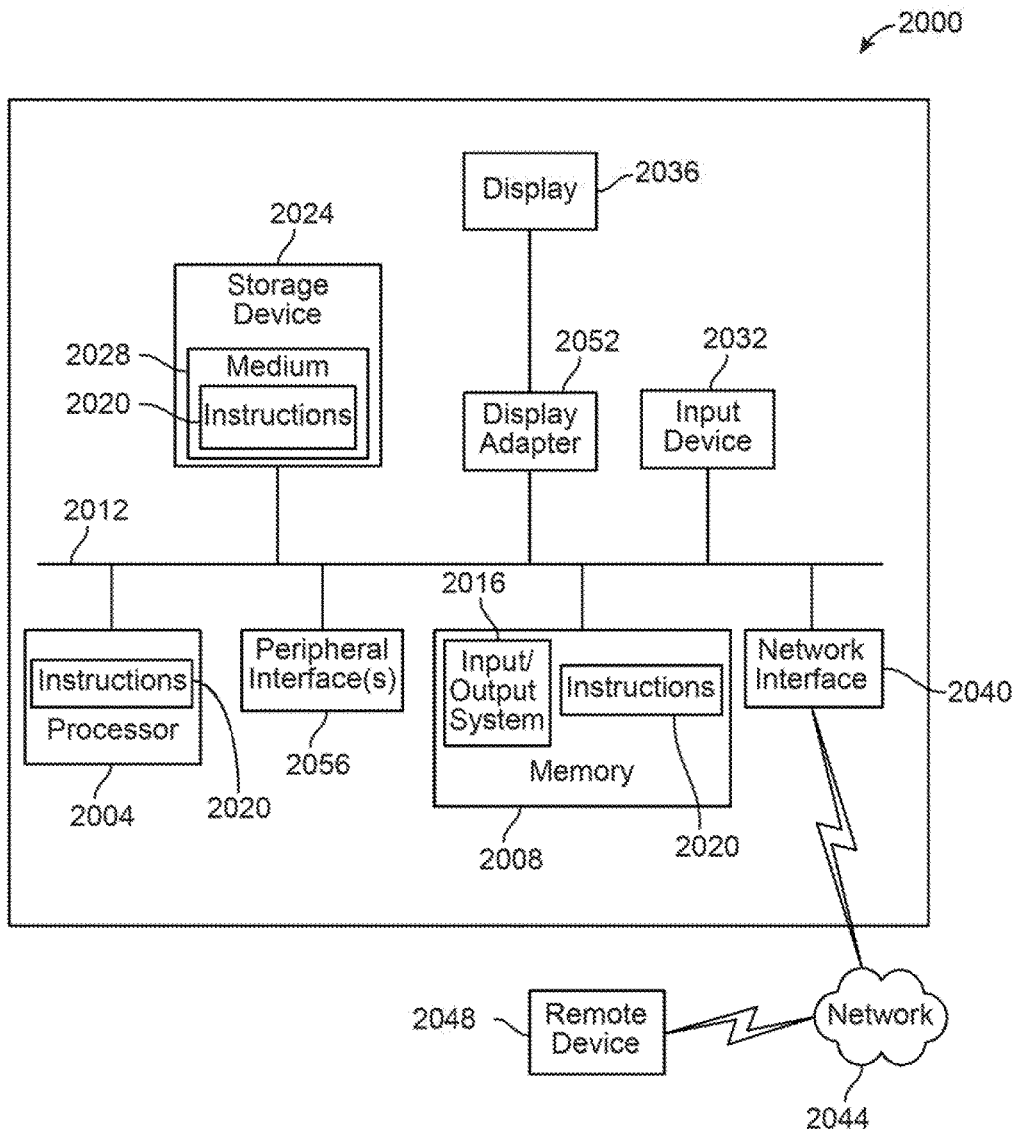 2000
Display
2036
2024
Storage
Device
2028
Medium
2020
Instructions
2052
Display
Adapter
2032
Input
Device
2012
2016
Instructions
Processor
2004
2020
Peripheral
Interface(s)
2056
Input/
Output
System
Instructions
Memory
2008
2020
Network
Interface
2040
2048
Remote
Device
Network
2044